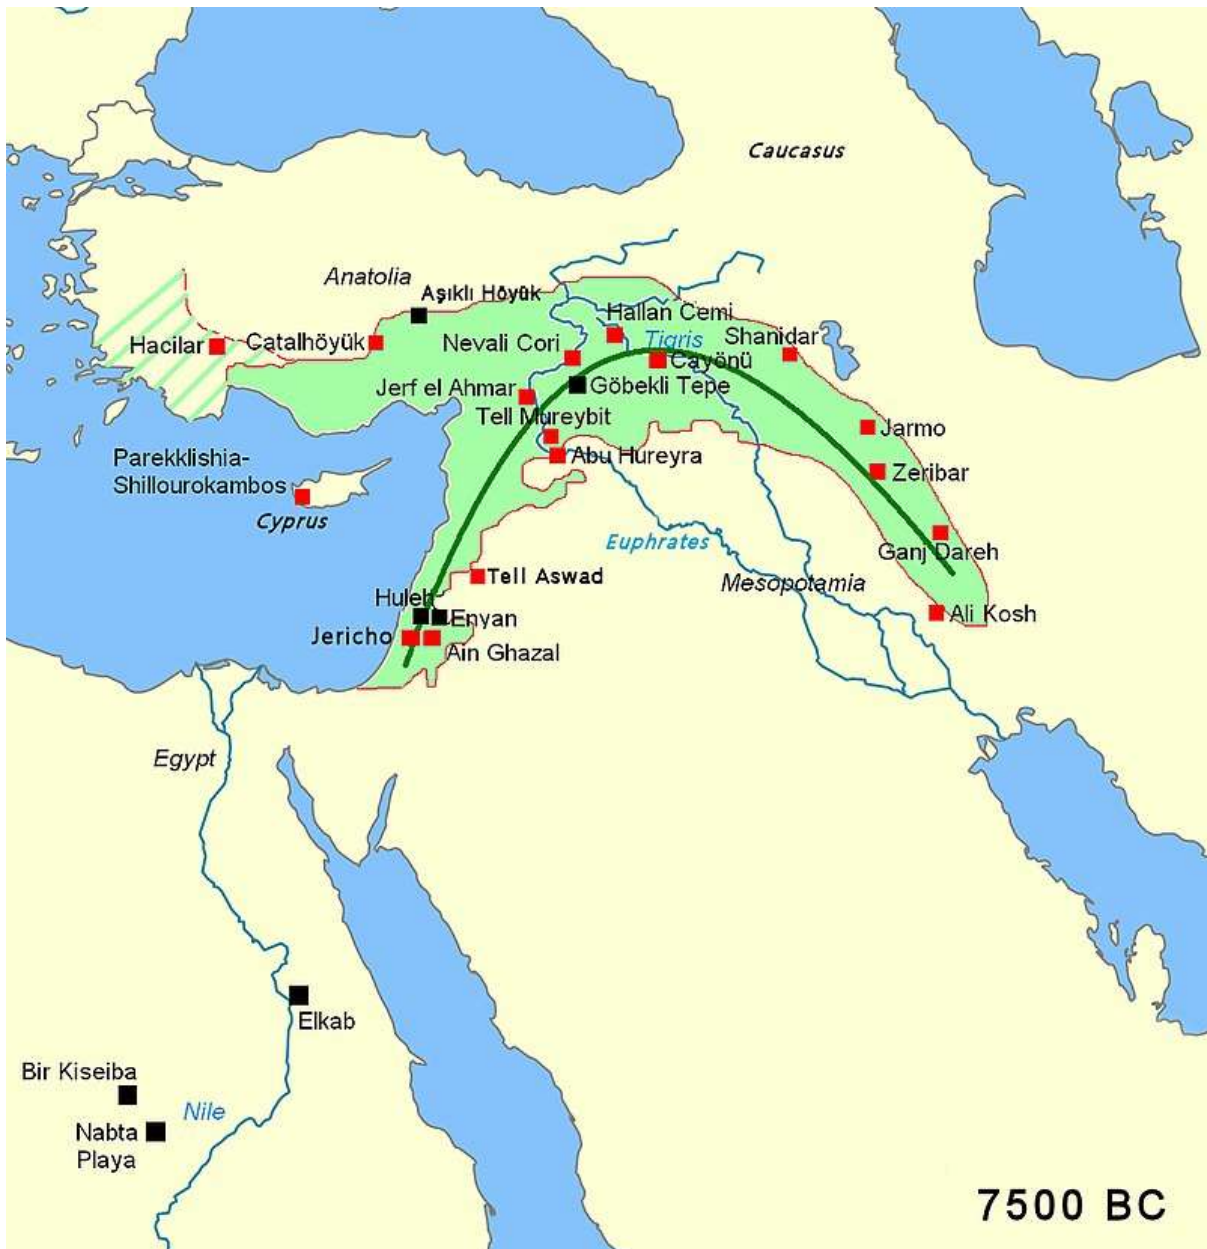 Caucasus
Anatolia
Aşıklı Höyük
Hallan Cemi
Hacilar
Catalhöyük
Nevali Cori
Tigris
Shanidar
Cayönü
Jerf el Ahmar
Göbekli Tepe
Tell Mureybit
Jarmo
Parekklishia-
Shillourokambos
Abu Hureyra
Zeribar
Cyprus
Euphrates
Ganj Dareh
Tell Aswad
Mesopotamia
Huleh
Enyan
Ali Kosh
Jericho
Ain Ghazal
Egypt
Elkab
Bir Kiseiba
Nile
Nabta
Playa
7500 BC